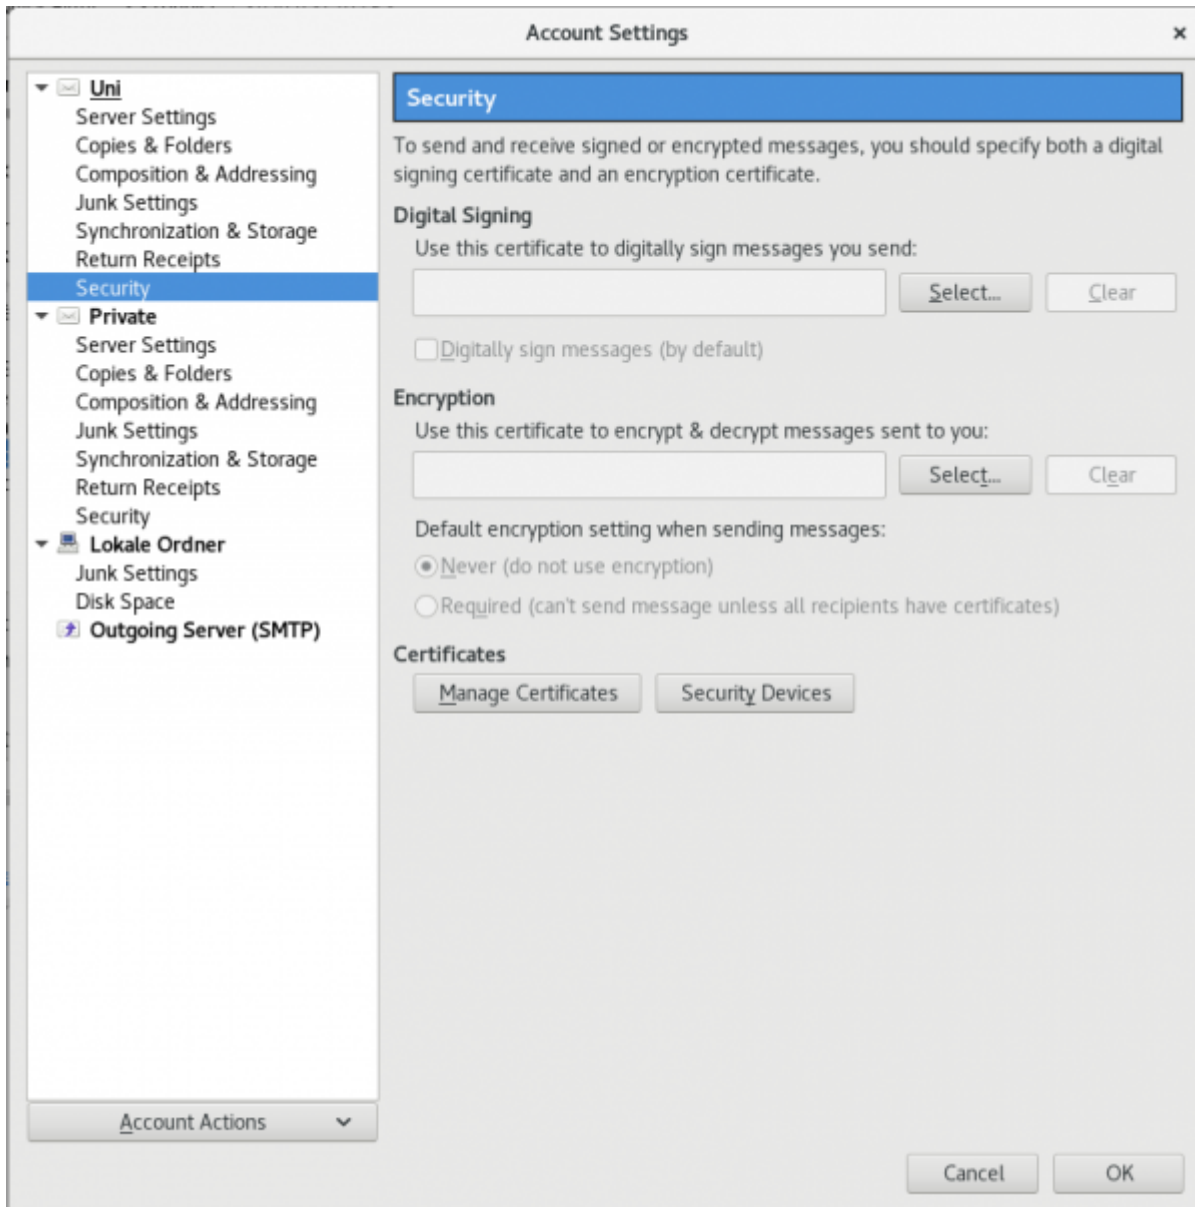 Account Settings
Uni
Server Settings
Copies & Folders
Composition & Addressing
Junk Settings
Synchronization & Storage
Return Receipts
Security
Private
Server Settings
Copies & Folders
Composition & Addressing
Junk Settings
Synchronization & Storage
Return Receipts
Security
Lokale Ordner
Junk Settings
Disk Space
Outgoing Server (SMTP)
Account Actions
Security
To send and receive signed or encrypted messages, you should specify both a digital
signing certificate and an encryption certificate.
Digital Signing
Use this certificate to digitally sign messages you send:
Select... Clear
Digitally sign messages (by default)
Encryption
Use this certificate to encrypt & decrypt messages sent to you:
Select... Clear
Default encryption setting when sending messages:
Never (do not use encryption)
Required (can't send message unless all recipients have certificates)
Certificates
Manage Certificates Security Devices
Cancel OK